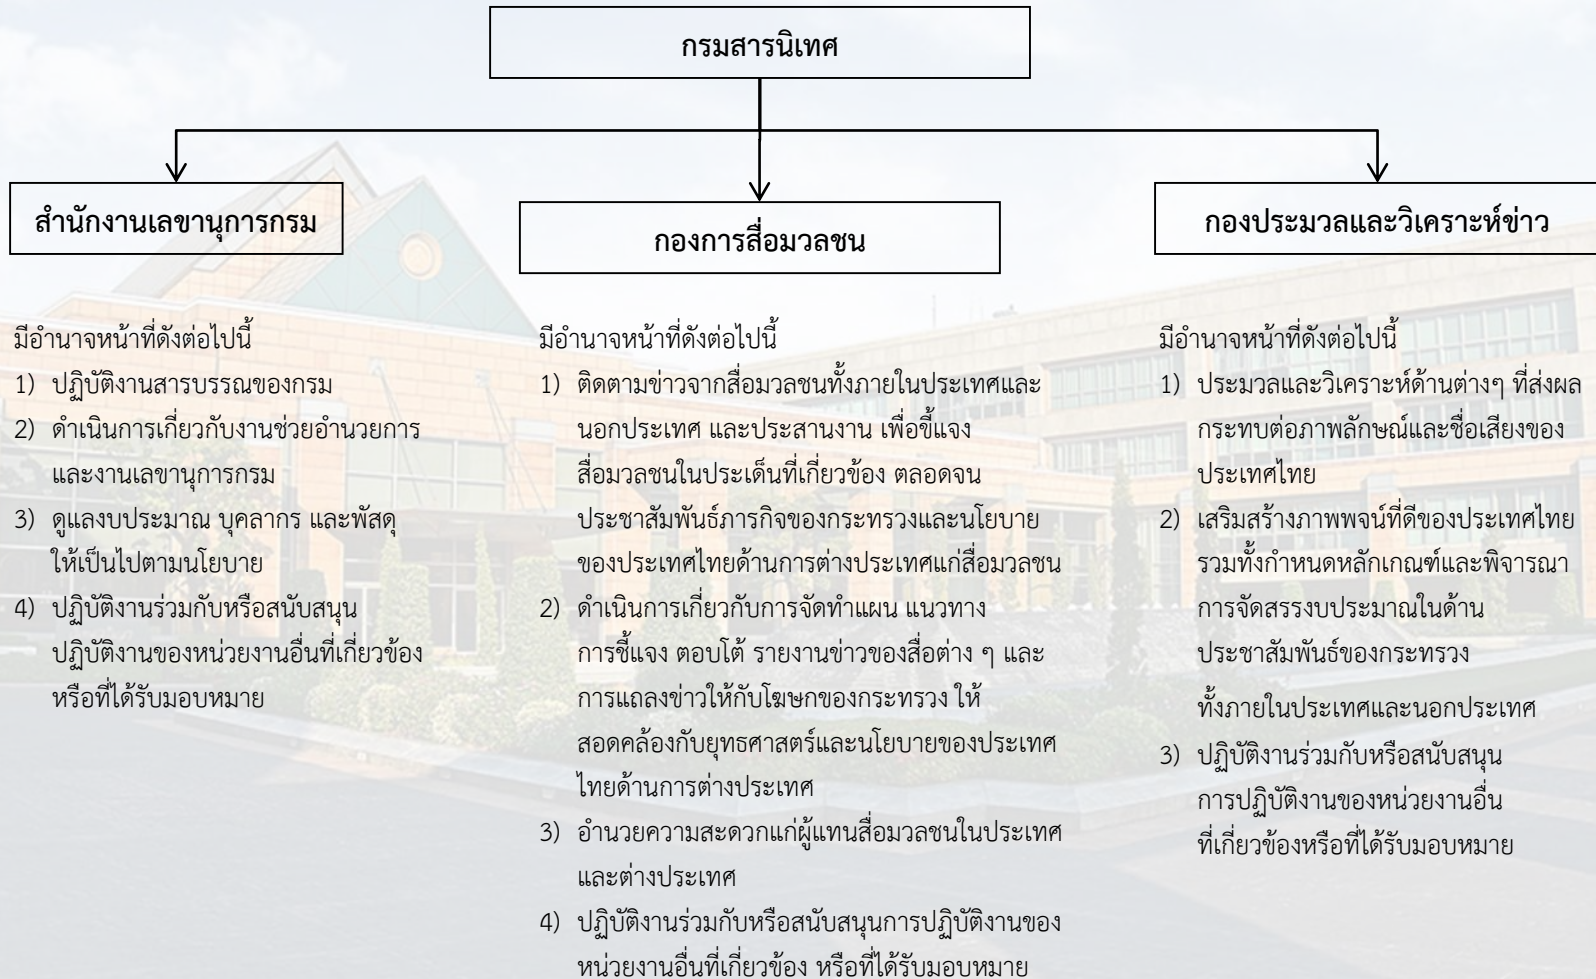 กรมสารนิเทศ
สำนักงานเลขานุการกรม
กองการสื่อมวลชน
กองประมวลและวิเคราะห์ข่าว
มีอำนาจหน้าที่ดังต่อไปนี้
1) ปฏิบัติงานสารบรรณของกรม
2) ดำเนินการเกี่ยวกับงานช่วยอำนวยการ
และงานเลขานุการกรม
3) ดูแลงบประมาณ บุคลากร และพัสดุ
ให้เป็นไปตามนโยบาย
4) ปฏิบัติงานร่วมกับหรือสนับสนุน
ปฏิบัติงานของหน่วยงานอื่นที่เกี่ยวข้อง
หรือที่ได้รับมอบหมาย
มีอำนาจหน้าที่ดังต่อไปนี้
1) ติดตามข่าวจากสื่อมวลชนทั้งภายในประเทศและ
นอกประเทศ และประสานงาน เพื่อขี้แจง
สื่อมวลชนในประเด็นที่เกี่ยวข้อง ตลอดจน
ประชาสัมพันธ์ภารกิจของกระทรวงและนโยบาย
ของประเทศไทยด้านการต่างประเทศแก่สื่อมวลชน
2) ดำเนินการเกี่ยวกับการจัดทำแผน แนวทาง
การชี้แจง ตอบโต้ รายงานข่าวของสื่อต่าง ๆ และ
การแถลงข่าวให้กับโฆษกของกระทรวง ให้
สอดคล้องกับยุทธศาสตร์และนโยบายของประเทศ
ไทยด้านการต่างประเทศ
3) อำนวยความสะดวกแก่ผู้แทนสื่อมวลชนในประเทศ
และต่างประเทศ
4) ปฏิบัติงานร่วมกับหรือสนับสนุนการปฏิบัติงานของ
หน่วยงานอื่นที่เกี่ยวข้อง หรือที่ได้รับมอบหมาย
มีอำนาจหน้าที่ดังต่อไปนี้
1) ประมวลและวิเคราะห์ด้านต่างๆ ที่ส่งผล
กระทบต่อภาพลักษณ์และชื่อเสียงของ
ประเทศไทย
2) เสริมสร้างภาพพจน์ที่ดีของประเทศไทย
รวมทั้งกำหนดหลักเกณฑ์และพิจารณา
การจัดสรรงบประมาณในด้าน
ประชาสัมพันธ์ของกระทรวง
ทั้งภายในประเทศและนอกประเทศ
3) ปฏิบัติงานร่วมกับหรือสนับสนุน
การปฏิบัติงานของหน่วยงานอื่น
ที่เกี่ยวข้องหรือที่ได้รับมอบหมาย